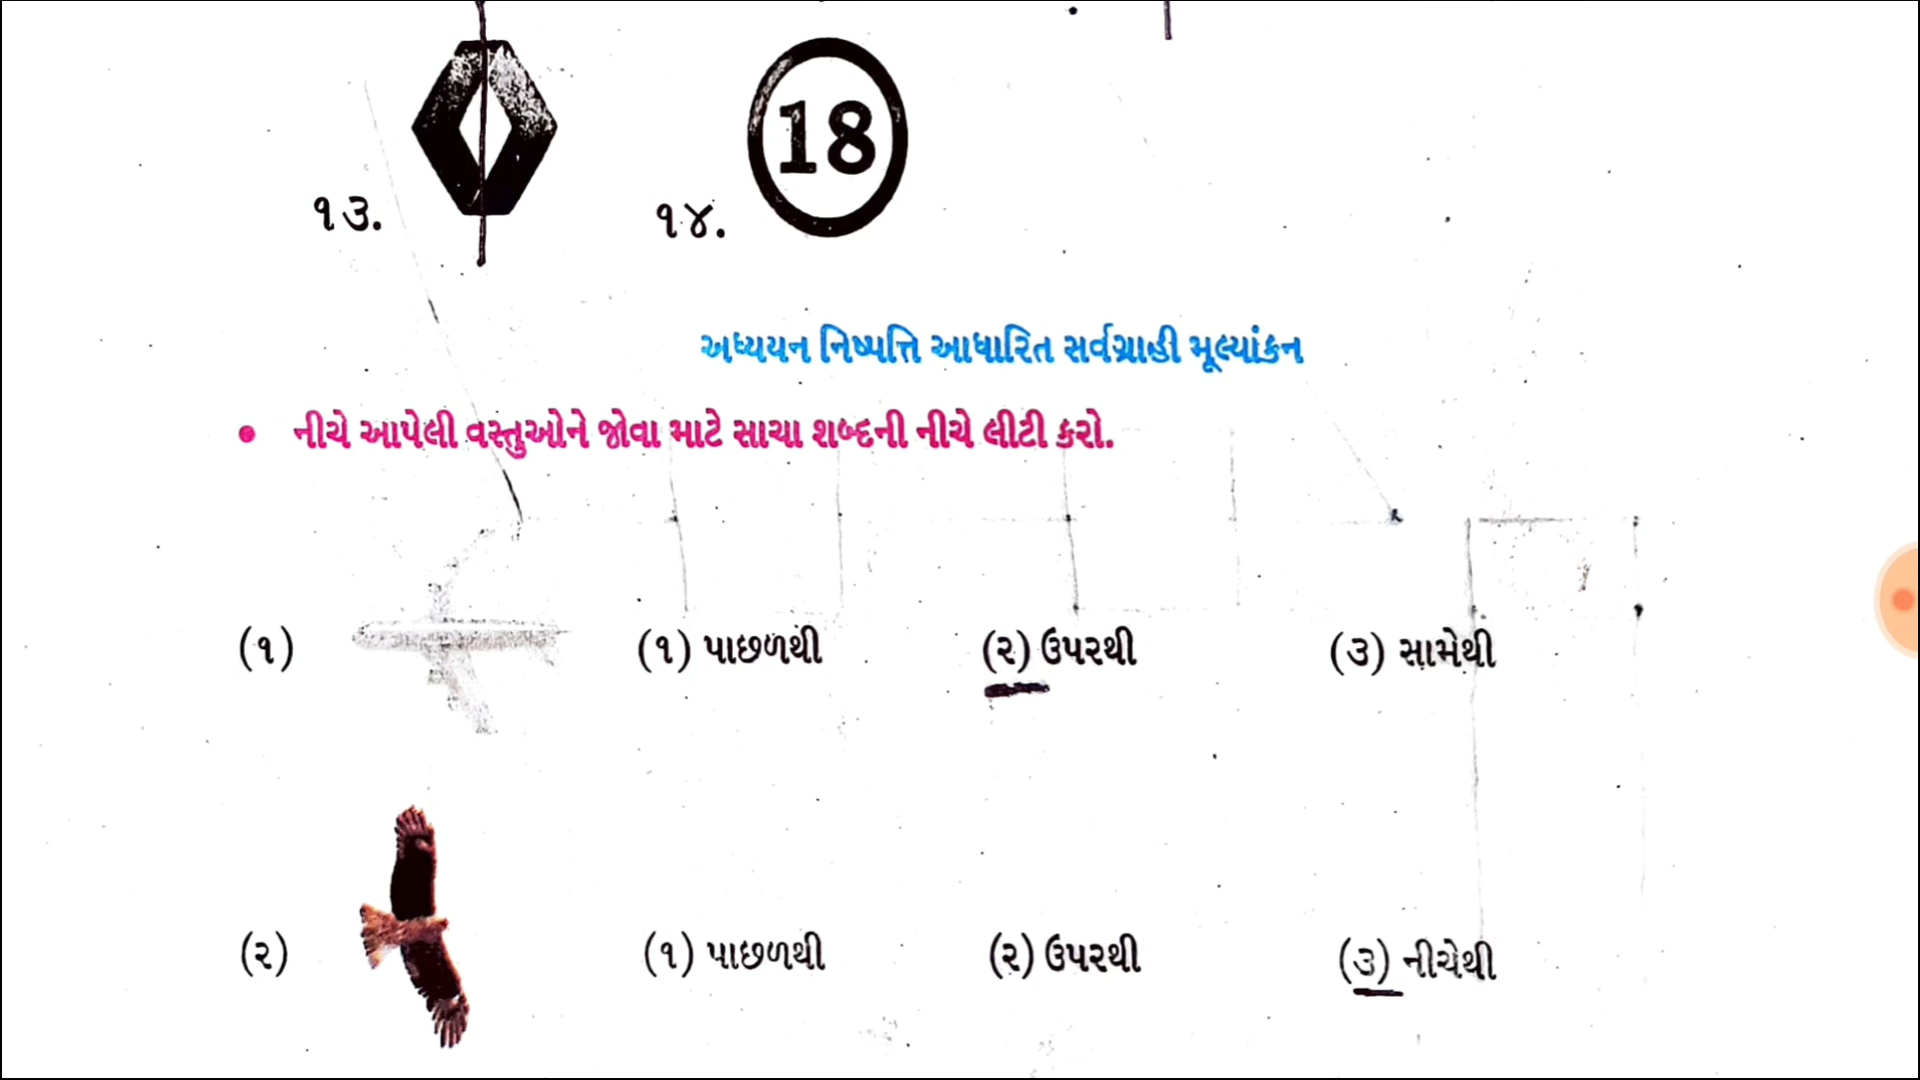 18
૧૩.
૧૪.
અધ્યયન નિષ્પત્તિ આધારિત સર્વગ્રાહી મૂલ્યાંકન
• નીચે આપેલી વસ્તુઓને જોવા માટે સાચા શબ્દની નીચે લીટી કરો.
(૧) (૧) પાછળથી (૨) ઉપરથી (૩) સામેથી
(૨) (૧) પાછળથી (૨) ઉપરથી (૩) નીચેથી